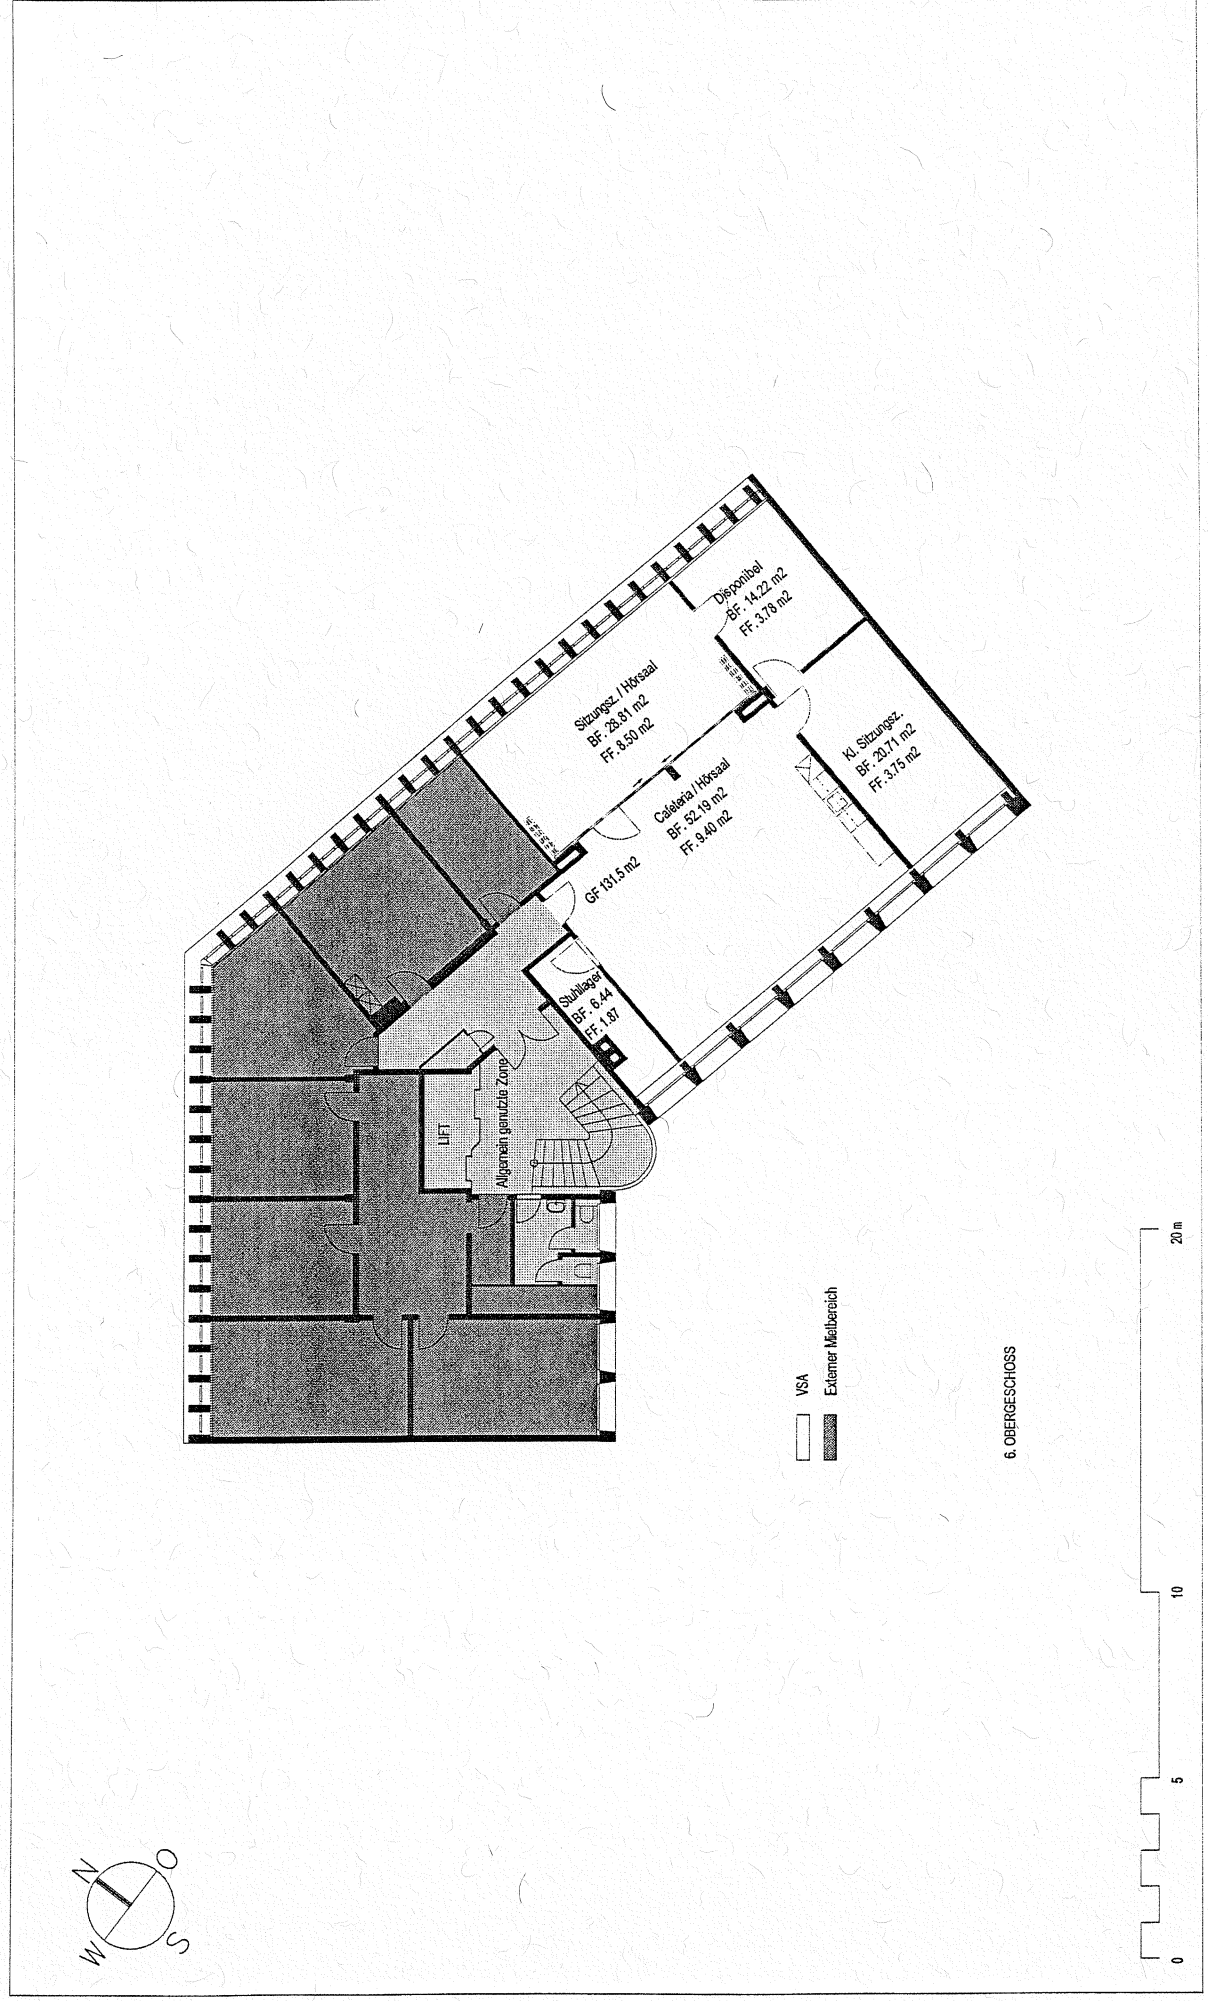 Disponibel
BF. 14.22 m2
FF. 3.78 m2
Sitzungsz. / Hörsaal
BF. 28.81 m2
FF. 8.50 m2
Kl. Sitzungsz.
BF. 20.71 m2
FF. 3.75 m2
Cafeteria / Hörsaal
BF. 52.19 m2
FF. 9.40 m2
GF 131.5 m2
Stuhllager
BF. 6.44
FF. 1.87
LIFT
Allgemein genutzte Zone
VSA
Externer Mietbereich
6. OBERGESCHOSS
N
O
S
W
0
5
10
20 m